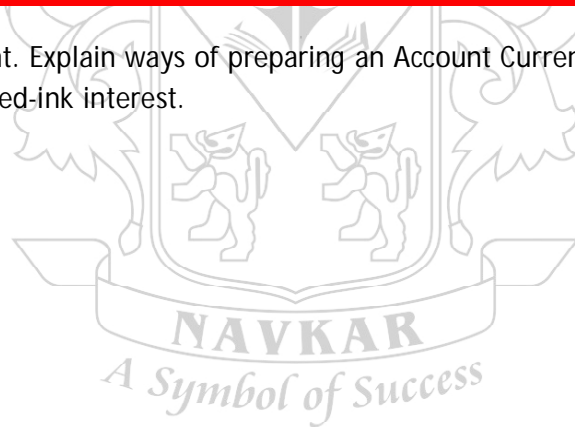 nt. Explain ways of preparing an Account Curren
ed-ink interest.
NAVKAR
A Symbol of Success